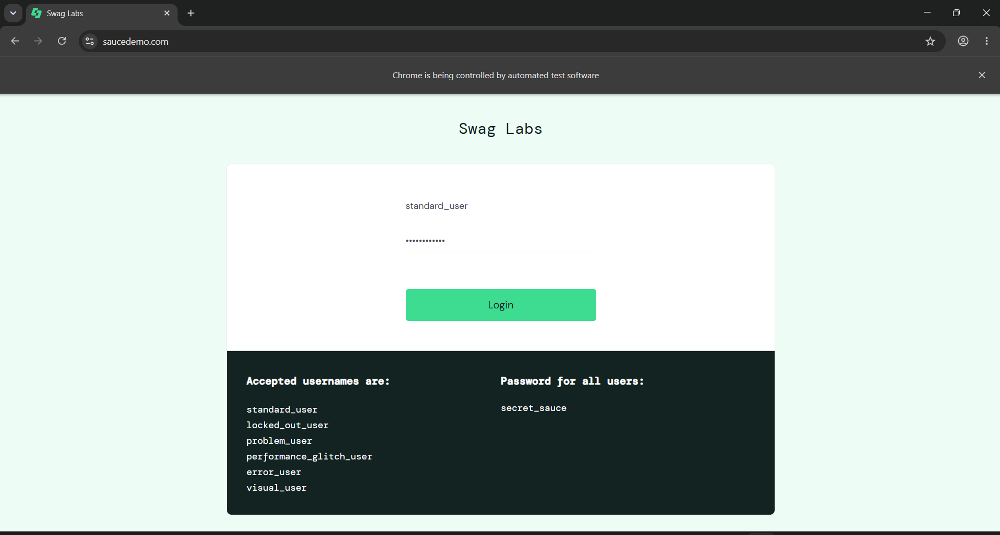 Swag Labs
saucedemo.com
Chrome is being controlled by automated test software
Swag Labs
standard_user
••••••••••••
Login
Accepted usernames are:
standard_user
locked_out_user
problem_user
performance_glitch_user
error_user
visual_user
Password for all users:
secret_sauce